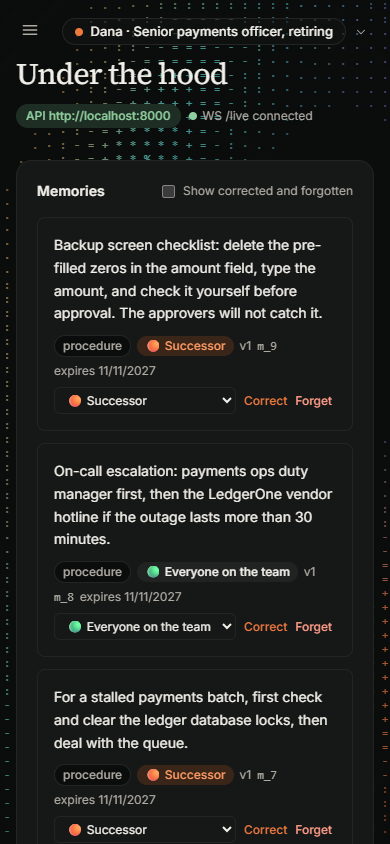 Dana · Senior payments officer, retiring
Under the hood
API http://localhost:8000 WS /live connected
Memories Show corrected and forgotten
Backup screen checklist: delete the pre-
filled zeros in the amount field, type the
amount, and check it yourself before
approval. The approvers will not catch it.
procedure Successor v1 m_9
expires 11/11/2027
Successor Correct Forget
On-call escalation: payments ops duty
manager first, then the LedgerOne vendor
hotline if the outage lasts more than 30
minutes.
procedure Everyone on the team v1
m_8 expires 11/11/2027
Everyone on the team Correct Forget
For a stalled payments batch, first check
and clear the ledger database locks, then
deal with the queue.
procedure Successor v1 m_7
expires 11/11/2027
Successor Correct Forget